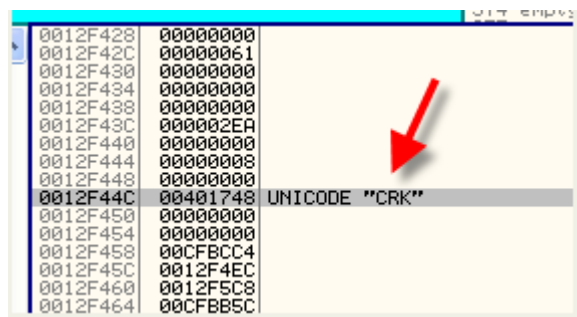 0012F428 00000000
0012F42C 00000061
0012F430 00000000
0012F434 00000000
0012F438 00000000
0012F43C 000002EA
0012F440 00000000
0012F444 00000008
0012F448 00000000
0012F44C 00401748 UNICODE "CRK"
0012F450 00000000
0012F454 00000000
0012F458 00CFBCC4
0012F45C 0012F4EC
0012F460 0012F5C8
0012F464 00CFBB5C